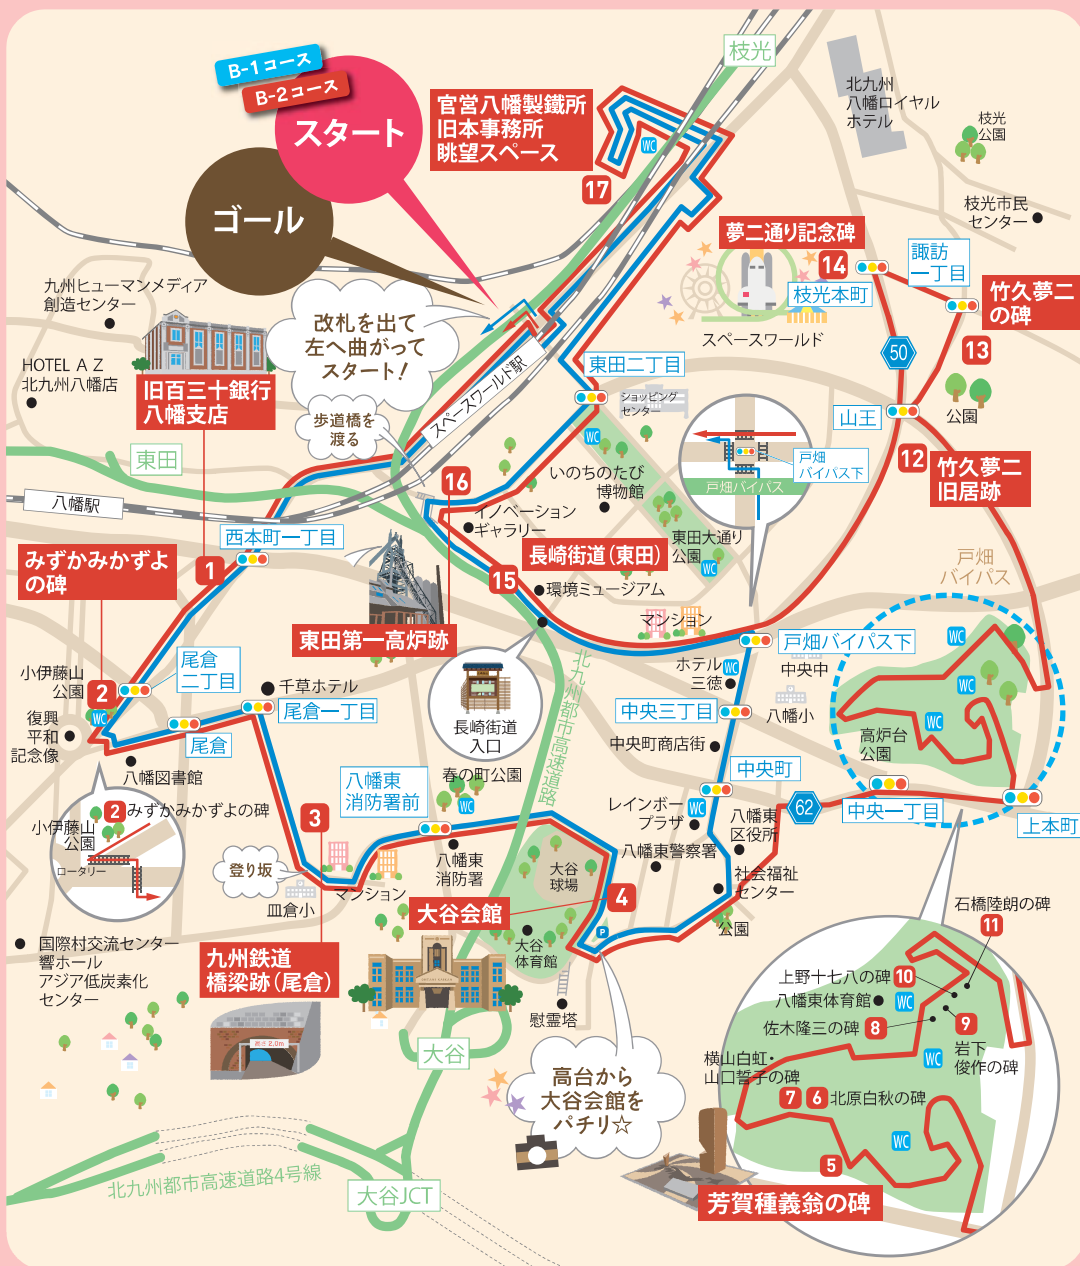 B-1 コース
B-2 コース
スタート
ゴール
官営八幡製鐵所
旧本事務所
眺望スペース
17
WC
枝光
北九州
八幡ロイヤル
ホテル
枝光
公園
枝光市民
センター
夢二通り記念碑
14
諏訪
一丁目
枝光本町
竹久夢二
の碑
13
50
スペースワールド
公園
山王
12
竹久夢二
旧居跡
九州ヒューマンメディア
創造センター
HOTEL A Z
北九州八幡店
旧百三十銀行
八幡支店
改札を出て
左へ曲がって
スタート!
歩道橋を
渡る
スペースワールド駅
東田二丁目
ショッピング
センター
WC
戸畑
バイパス下
戸畑バイパス
東田
八幡駅
16
いのちのたび
博物館
イノベーション
ギャラリー
東田大通り
公園
WC
長崎街道(東田)
15
環境ミュージアム
西本町一丁目
みずかみかずよ
の碑
1
東田第一高炉跡
マンション
戸畑
バイパス
戸畑バイパス下
中央中
ホテル
三徳
WC
八幡小
中央三丁目
中央町商店街
中央町
WC
WC
WC
高炉台
公園
小伊藤山
公園
2
WC
尾倉
二丁目
千草ホテル
尾倉一丁目
復興
平和
記念像
尾倉
八幡図書館
長崎街道
入口
北九州都市高速道路
春の町公園
WC
八幡東
消防署前
2
みずかみかずよの碑
小伊藤山
公園
ロータリー
3
登り坂
マンション
皿倉小
八幡東
消防署
レインボー
プラザ
WC
八幡東
区役所
62
中央一丁目
上本町
八幡東警察署
社会福祉
センター
公園
大谷
球場
4
大谷会館
大谷
体育館
P
慰霊塔
国際村交流センター
響ホール
アジア低炭素化
センター
九州鉄道
橋梁跡(尾倉)
大谷
高台から
大谷会館を
パチリ☆
石橋陸朗の碑
11
上野十七八の碑
10
八幡東体育館
WC
佐木隆三の碑
8
9
岩下
俊作の碑
WC
横山白虹・
山口誓子の碑
7
6
北原白秋の碑
WC
5
芳賀種義翁の碑
北九州都市高速道路4号線
大谷JCT